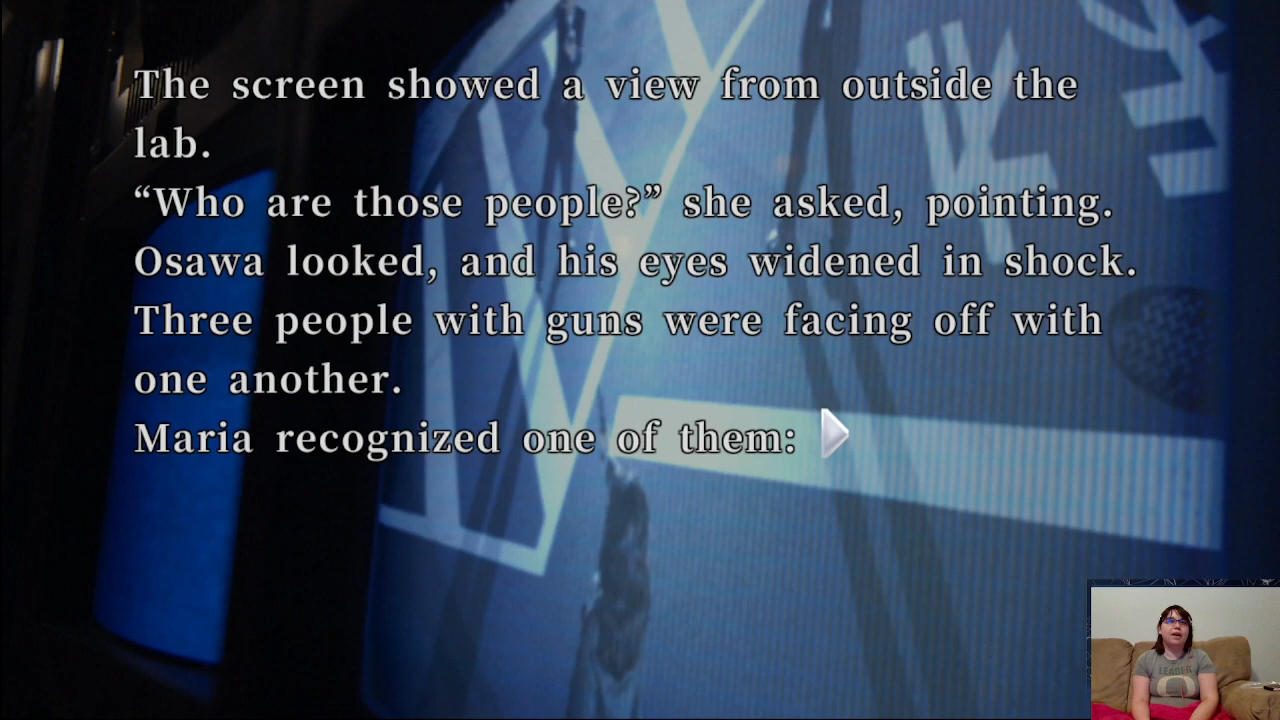 The screen showed a view from outside the
lab.
“Who are those people?” she asked, pointing.
Osawa looked, and his eyes widened in shock.
Three people with guns were facing off with
one another.
Maria recognized one of them:
LEADER